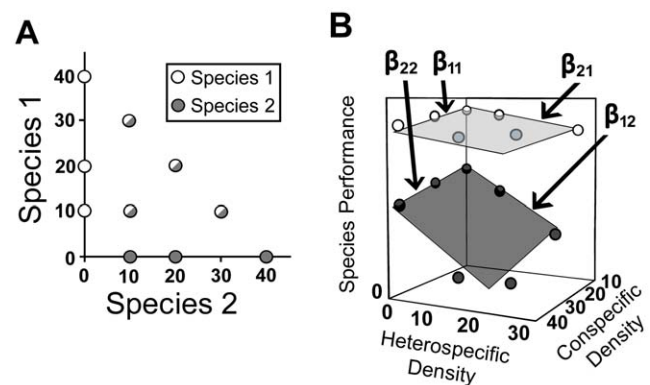 A
Species 1
40
30
20
10
0
0
10
20
30
40
Species 2
Species 1
Species 2
B
β22
β11
β21
β12
Species Performance
0
0
10
20
30
Heterospecific
Density
40
30
20
10
Conspecific
Density